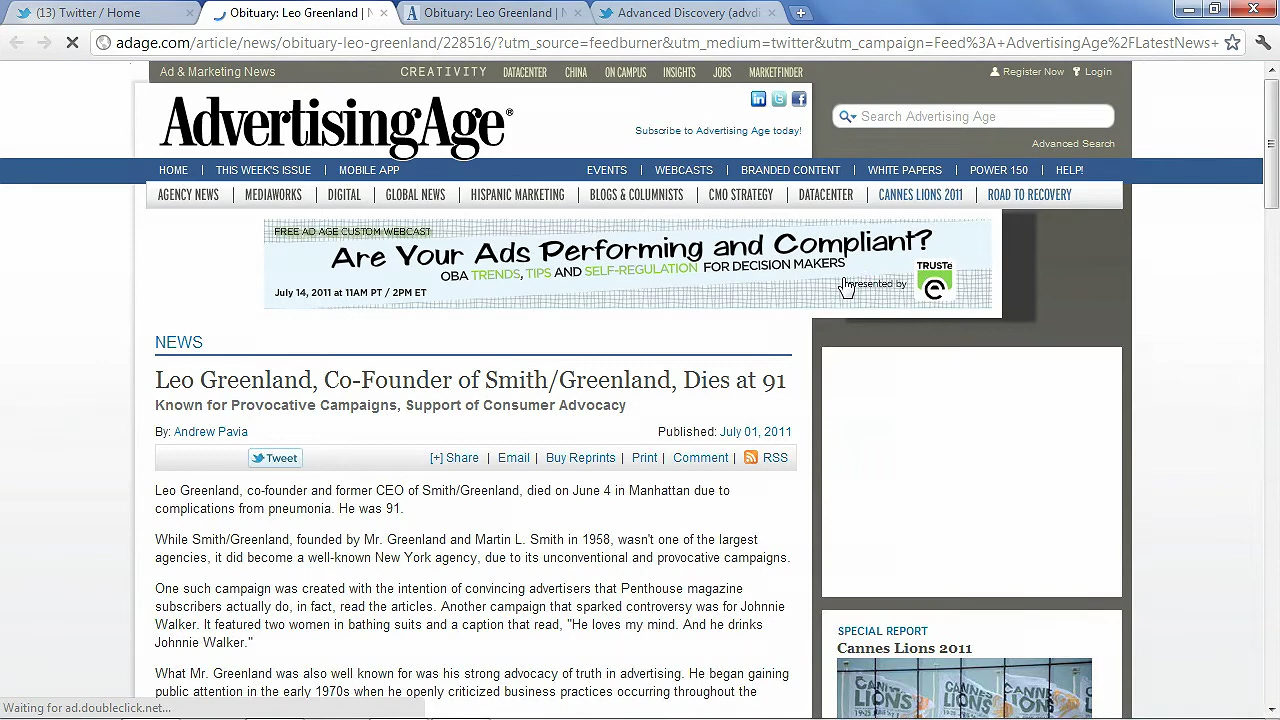 (13) Twitter / Home
Obituary: Leo Greenland | N
Obituary: Leo Greenland | N
Advanced Discovery (advdi
adage.com/article/news/obituary-leo-greenland/228516/?utm_source=feedburner&utm_medium=twitter&utm_campaign=Feed%3A+AdvertisingAge%2FLatestNews+
Ad & Marketing News
CREATIVITY DATACENTER CHINA ON CAMPUS INSIGHTS JOBS MARKETFINDER
Register Now Login
AdvertisingAge®
Subscribe to Advertising Age today!
Search Advertising Age
Advanced Search
HOME | THIS WEEK'S ISSUE | MOBILE APP
EVENTS | WEBCASTS | BRANDED CONTENT | WHITE PAPERS | POWER 150 | HELP!
AGENCY NEWS | MEDIAWORKS | DIGITAL | GLOBAL NEWS | HISPANIC MARKETING | BLOGS & COLUMNISTS | CMO STRATEGY | DATACENTER | CANNES LIONS 2011 | ROAD TO RECOVERY
FREE AD AGE CUSTOM WEBCAST
Are Your Ads Performing and Compliant?
OBA TRENDS, TIPS AND SELF-REGULATION FOR DECISION MAKERS
July 14, 2011 at 11AM PT / 2PM ET
presented by
TRUSTe
NEWS
Leo Greenland, Co-Founder of Smith/Greenland, Dies at 91
Known for Provocative Campaigns, Support of Consumer Advocacy
By: Andrew Pavia
Published: July 01, 2011
Tweet
[+] Share | Email | Buy Reprints | Print | Comment | RSS
Leo Greenland, co-founder and former CEO of Smith/Greenland, died on June 4 in Manhattan due to
complications from pneumonia. He was 91.
While Smith/Greenland, founded by Mr. Greenland and Martin L. Smith in 1958, wasn't one of the largest
agencies, it did become a well-known New York agency, due to its unconventional and provocative campaigns.
One such campaign was created with the intention of convincing advertisers that Penthouse magazine
subscribers actually do, in fact, read the articles. Another campaign that sparked controversy was for Johnnie
Walker. It featured two women in bathing suits and a caption that read, "He loves my mind. And he drinks
Johnnie Walker."
What Mr. Greenland was also well known for was his strong advocacy of truth in advertising. He began gaining
public attention in the early 1970s when he openly criticized business practices occurring throughout the
SPECIAL REPORT
Cannes Lions 2011
CANNES LIONS
CANNES LIONS
CANNES LIONS
Waiting for ad.doubleclick.net...